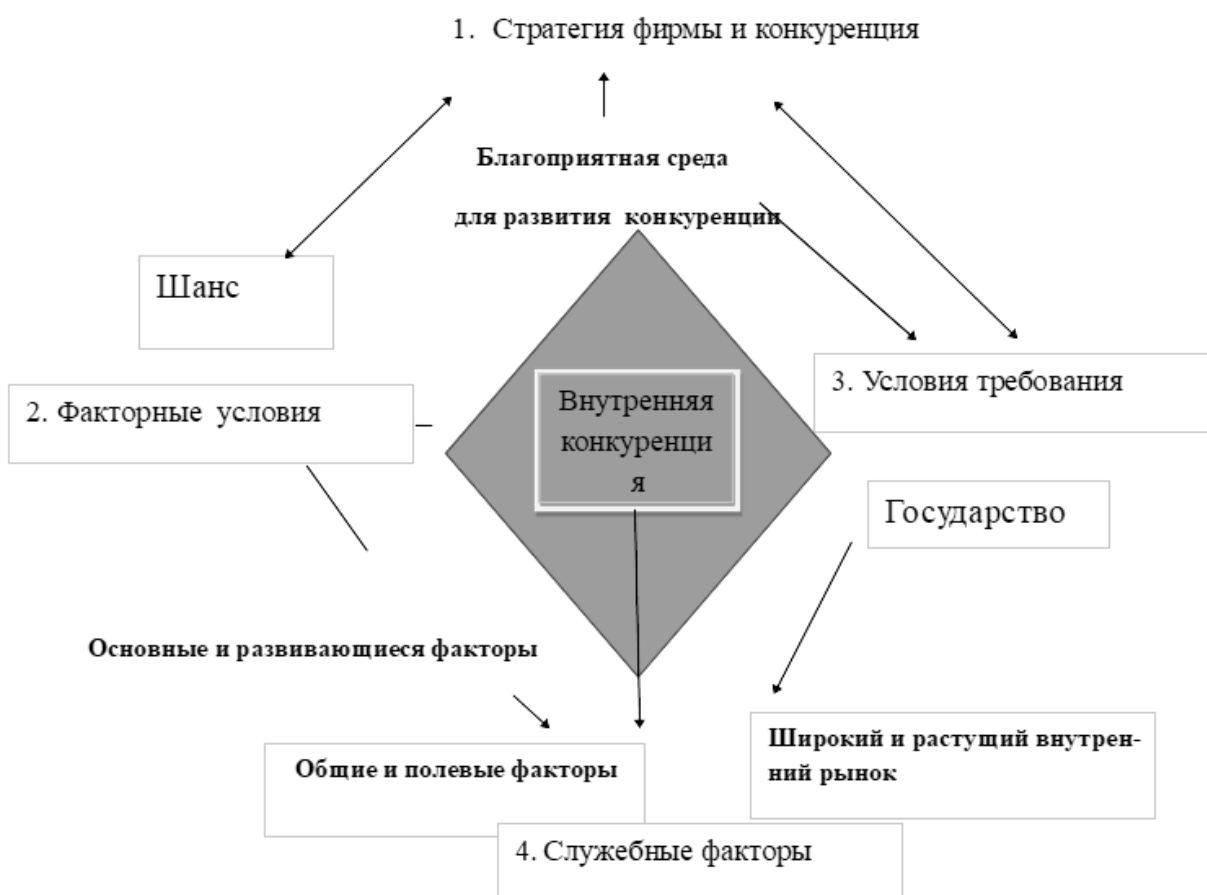 1. Стратегия фирмы и конкуренция
Благоприятная среда
для развития конкуренции
Шанс
2. Факторные условия
Внутренняя
конкуренци
я
3. Условия требования
Государство
Основные и развивающиеся факторы
Общие и полевые факторы
Широкий и растущий внутрен-
ний рынок
4. Служебные факторы